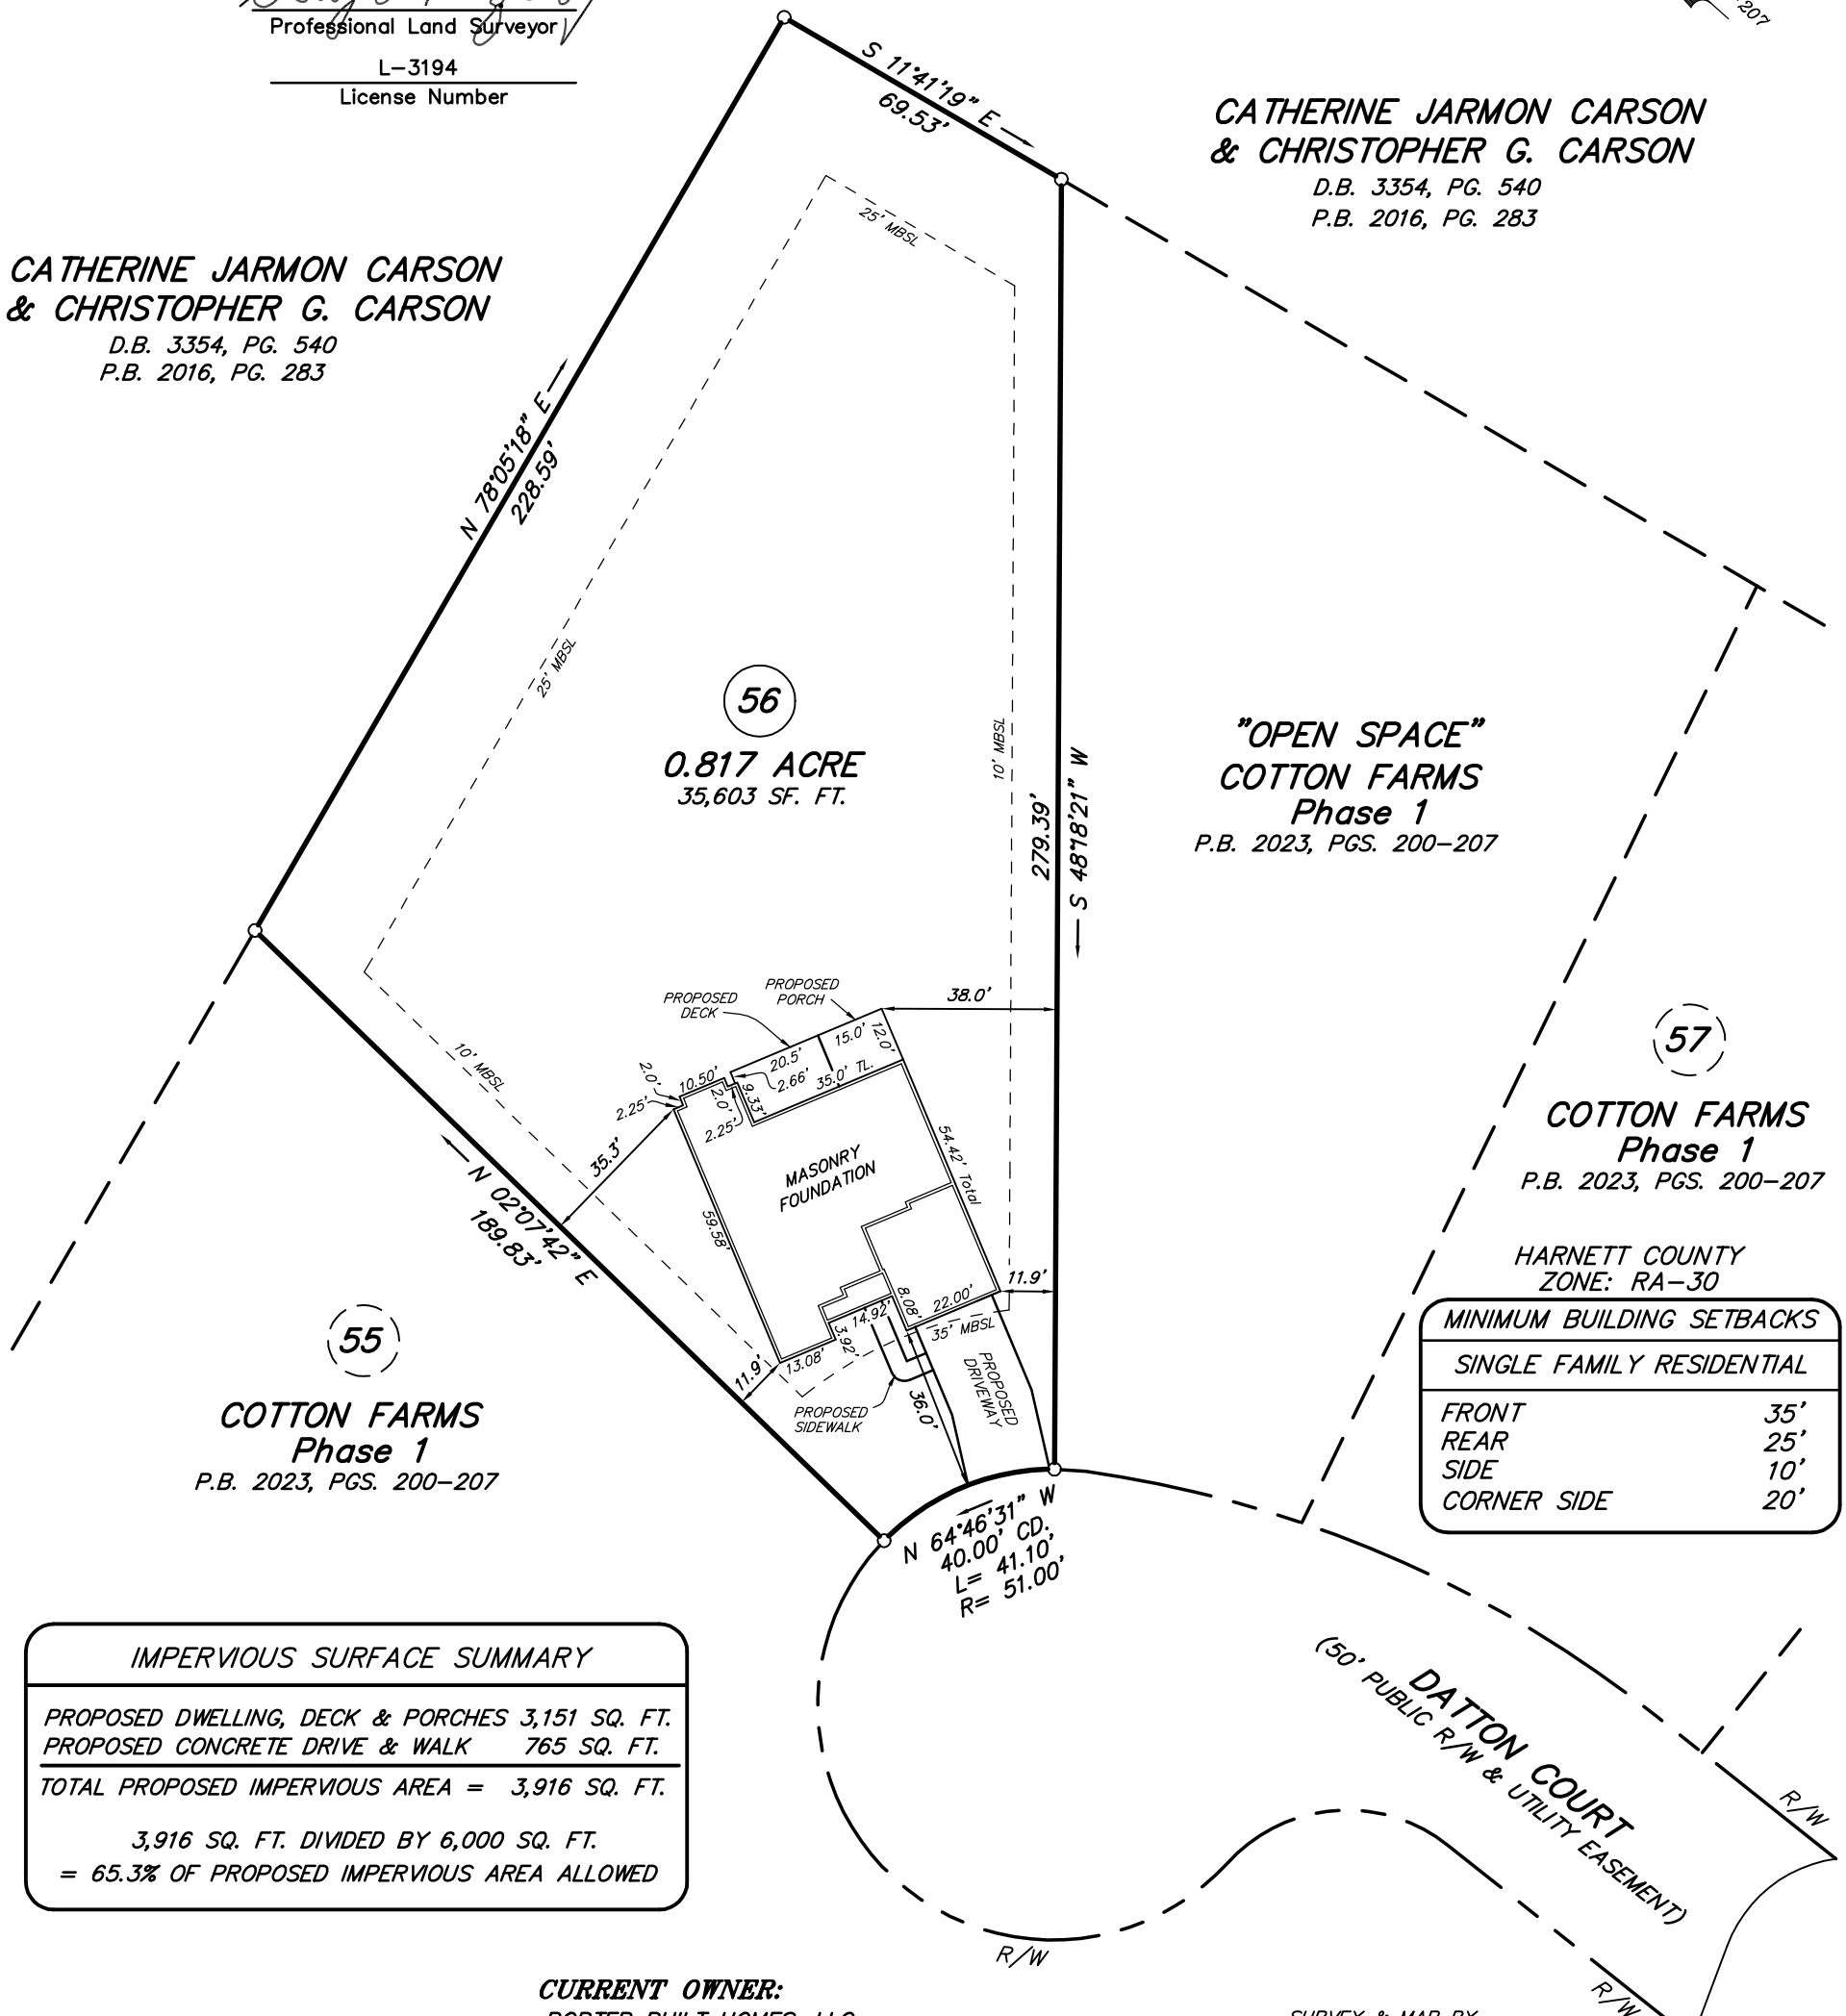 Professional Land Surveyor
L-3194
License Number
207
S 11°41'19" E
69.53'
CATHERINE JARMON CARSON
& CHRISTOPHER G. CARSON
D.B. 3354, PG. 540
P.B. 2016, PG. 283
CATHERINE JARMON CARSON
& CHRISTOPHER G. CARSON
D.B. 3354, PG. 540
P.B. 2016, PG. 283
25' MBSL
N 78°05'18" E
228.59'
25' MBSL
56
0.817 ACRE
35,603 SF. FT.
10' MBSL
279.39'
S 48°18'21" W
"OPEN SPACE"
COTTON FARMS
Phase 1
P.B. 2023, PGS. 200-207
PROPOSED
DECK
PROPOSED
PORCH
38.0'
15.0'
12.0'
20.5'
2.66'
35.0' TL.
10.50'
2.0'
2.25'
2.0'
2.25'
9.33'
10' MBSL
35.3'
MASONRY
FOUNDATION
54.42' Total
59.58'
N 02°07'42" E
189.83'
57
COTTON FARMS
Phase 1
P.B. 2023, PGS. 200-207
HARNETT COUNTY
ZONE: RA-30
MINIMUM BUILDING SETBACKS
SINGLE FAMILY RESIDENTIAL
FRONT 35'
REAR 25'
SIDE 10'
CORNER SIDE 20'
11.9'
22.00'
8.08'
14.92'
3.92'
13.08'
11.9'
35' MBSL
36.0'
PROPOSED
DRIVEWAY
PROPOSED
SIDEWALK
55
COTTON FARMS
Phase 1
P.B. 2023, PGS. 200-207
N 64°46'31" W
40.00' CD.,
L= 41.10',
R= 51.00'
IMPERVIOUS SURFACE SUMMARY
PROPOSED DWELLING, DECK & PORCHES 3,151 SQ. FT.
PROPOSED CONCRETE DRIVE & WALK 765 SQ. FT.
TOTAL PROPOSED IMPERVIOUS AREA = 3,916 SQ. FT.
3,916 SQ. FT. DIVIDED BY 6,000 SQ. FT.
= 65.3% OF PROPOSED IMPERVIOUS AREA ALLOWED
DATTON COURT
(50' PUBLIC R/W & UTILITY EASEMENT)
R/W
R/W
R/W
CURRENT OWNER:
PORTER BUILT HOMES, LLC
SURVEY & MAP BY